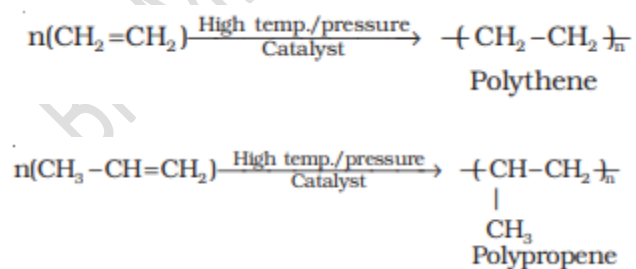 n(CH₂=CH₂) High temp./pressure Catalyst → -(CH₂-CH₂)-ₙ
Polythene
n(CH₃-CH=CH₂) High temp./pressure Catalyst → -(CH-CH₂)-ₙ
|
CH₃
Polypropene